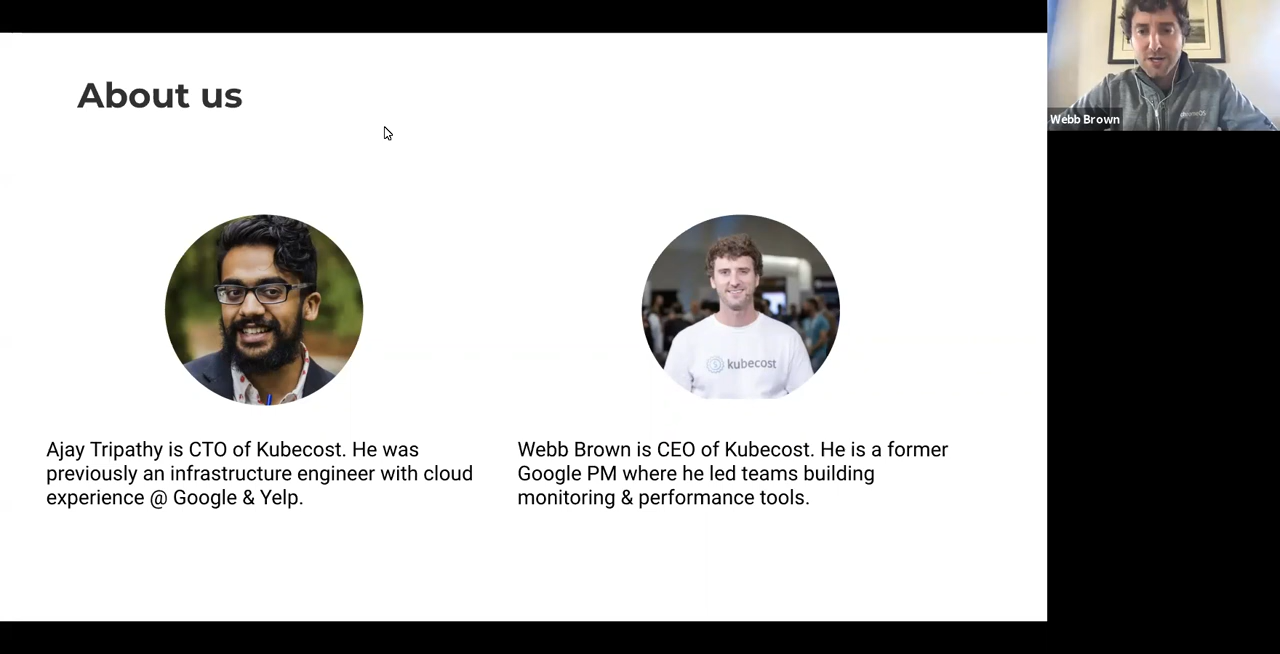 About us
Webb Brown
chromeOS
kubecost
Ajay Tripathy is CTO of Kubecost. He was
previously an infrastructure engineer with cloud
experience @ Google & Yelp.
Webb Brown is CEO of Kubecost. He is a former
Google PM where he led teams building
monitoring & performance tools.